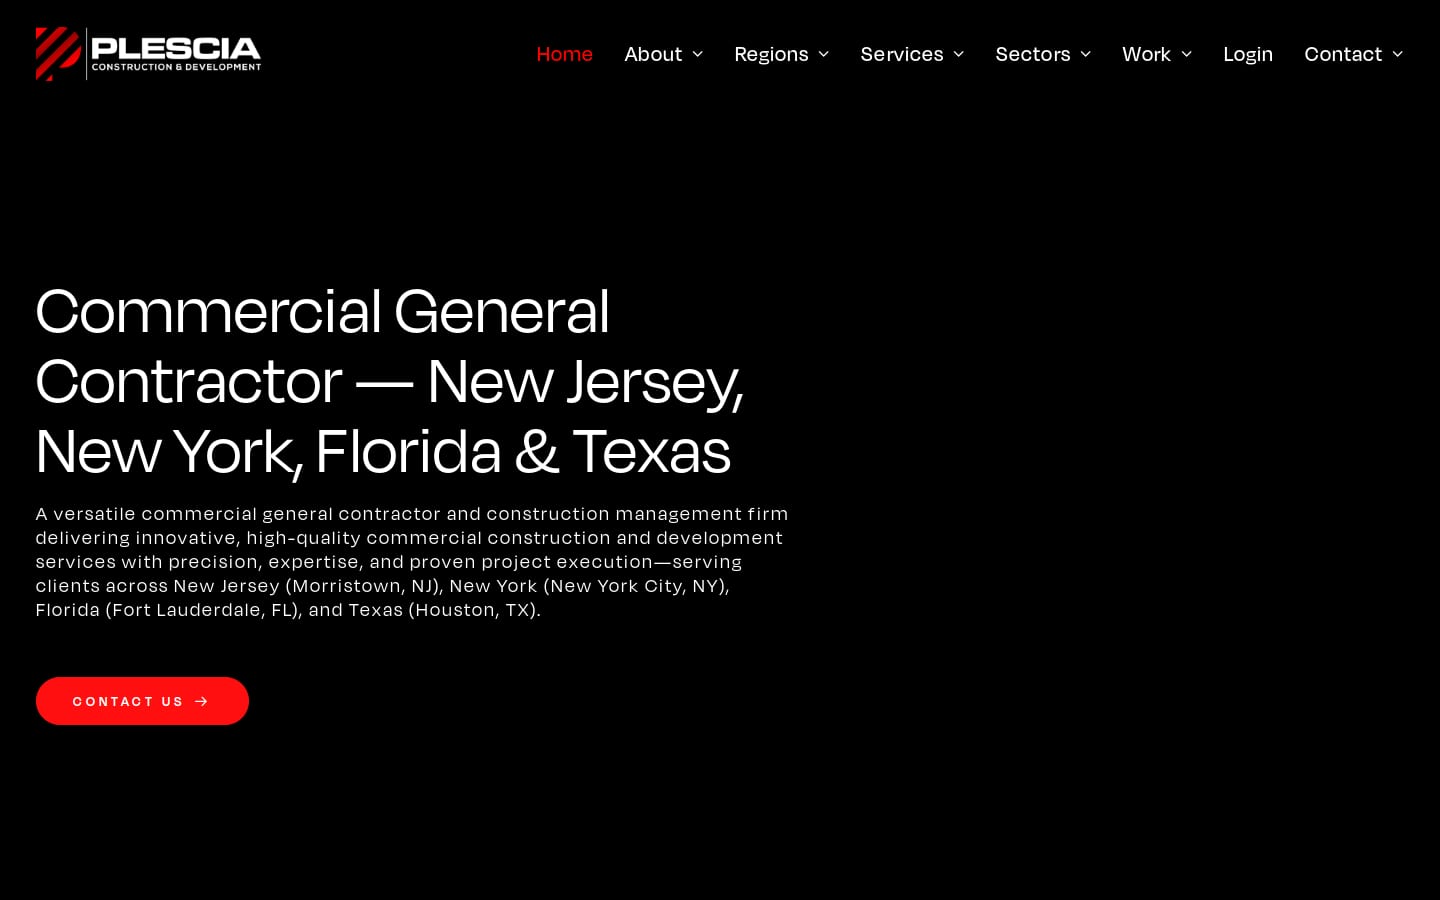 PLESCIA
CONSTRUCTION & DEVELOPMENT
Home About Regions Services Sectors Work Login Contact
Commercial General
Contractor — New Jersey,
New York, Florida & Texas
A versatile commercial general contractor and construction management firm
delivering innovative, high-quality commercial construction and development
services with precision, expertise, and proven project execution—serving
clients across New Jersey (Morristown, NJ), New York (New York City, NY),
Florida (Fort Lauderdale, FL), and Texas (Houston, TX).
CONTACT US →